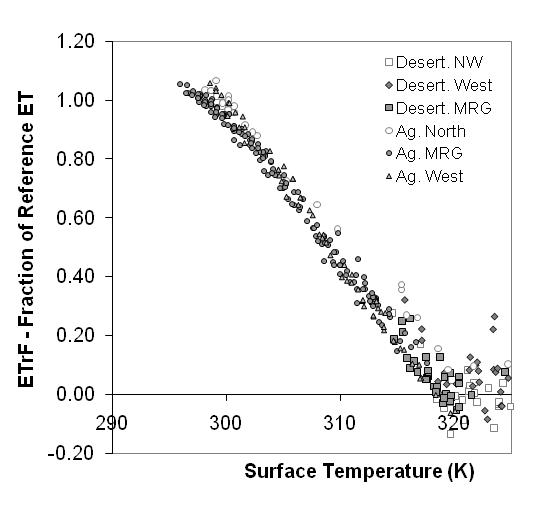 1.20
1.00
0.80
0.60
0.40
0.20
0.00
-0.20
290
300
310
320
ETrF - Fraction of Reference ET
Surface Temperature (K)
Desert. NW
Desert. West
Desert. MRG
Ag. North
Ag. MRG
Ag. West